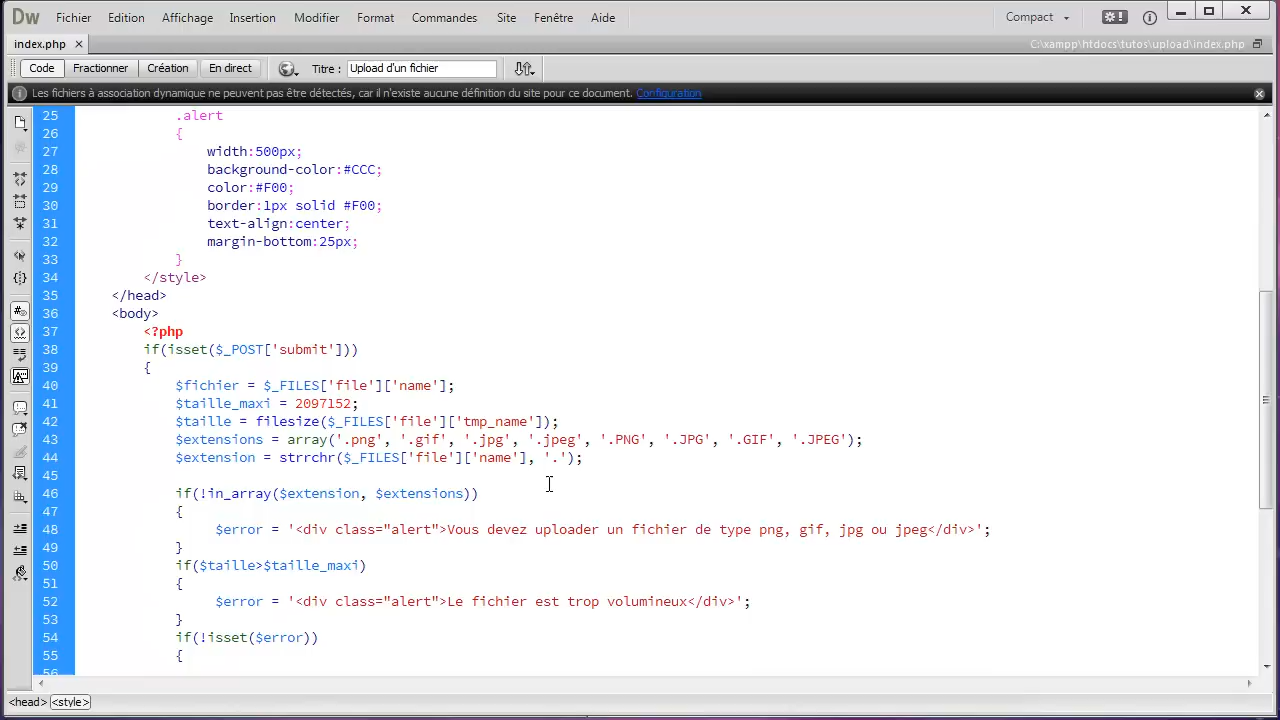 Dw Fichier Edition Affichage Insertion Modifier Format Commandes Site Fenêtre Aide Compact
index.php C:\xampp\htdocs\tutos\upload\index.php
Code Fractionner Création En direct Titre : Upload d'un fichier
Les fichiers à association dynamique ne peuvent pas être détectés, car il n'existe aucune définition du site pour ce document. Configuration
25 .alert
26 {
27 width:500px;
28 background-color:#CCC;
29 color:#F00;
30 border:1px solid #F00;
31 text-align:center;
32 margin-bottom:25px;
33 }
34 </style>
35 </head>
36 <body>
37 <?php
38 if(isset($_POST['submit']))
39 {
40 $fichier = $_FILES['file']['name'];
41 $taille_maxi = 2097152;
42 $taille = filesize($_FILES['file']['tmp_name']);
43 $extensions = array('.png', '.gif', '.jpg', '.jpeg', '.PNG', '.JPG', '.GIF', '.JPEG');
44 $extension = strrchr($_FILES['file']['name'], '.');
45
46 if(!in_array($extension, $extensions))
47 {
48 $error = '<div class="alert">Vous devez uploader un fichier de type png, gif, jpg ou jpeg</div>';
49 }
50 if($taille>$taille_maxi)
51 {
52 $error = '<div class="alert">Le fichier est trop volumineux</div>';
53 }
54 if(!isset($error))
55 {
56
<head> <style>